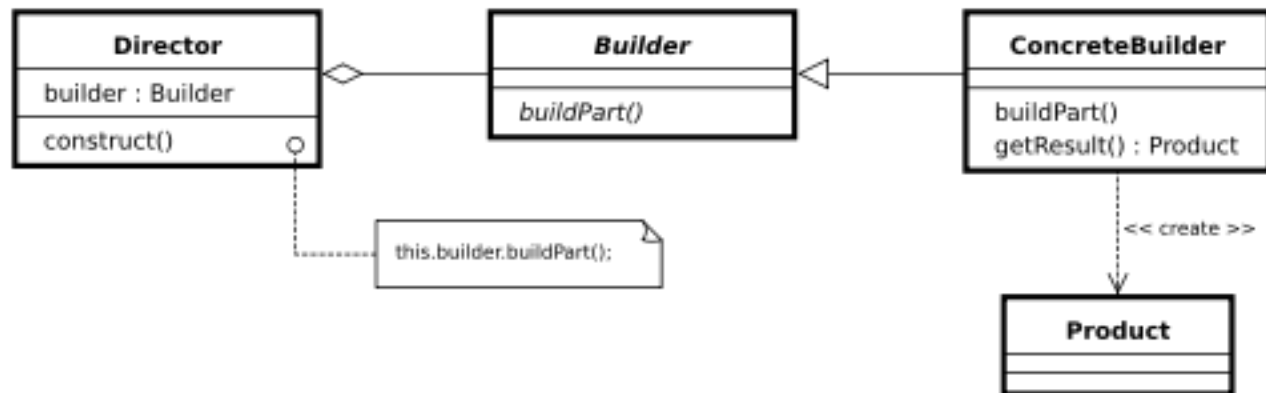 Director
builder : Builder
construct()
Builder
buildPart()
ConcreteBuilder
buildPart()
getResult() : Product
this.builder.buildPart();
<< create >>
Product